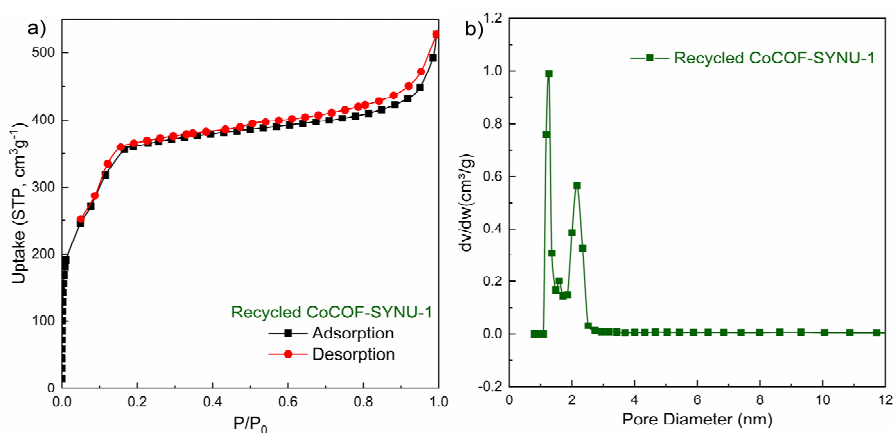 a)
500
400
300
200
100
0
0.0 0.2 0.4 0.6 0.8 1.0
Uptake (STP, cm³g⁻¹)
P/P₀
Recycled CoCOF-SYNU-1
Adsorption
Desorption
b)
1.2
1.0
0.8
0.6
0.4
0.2
0.0
-0.2
0 2 4 6 8 10 12
dv/dw(cm³/g)
Pore Diameter (nm)
Recycled CoCOF-SYNU-1